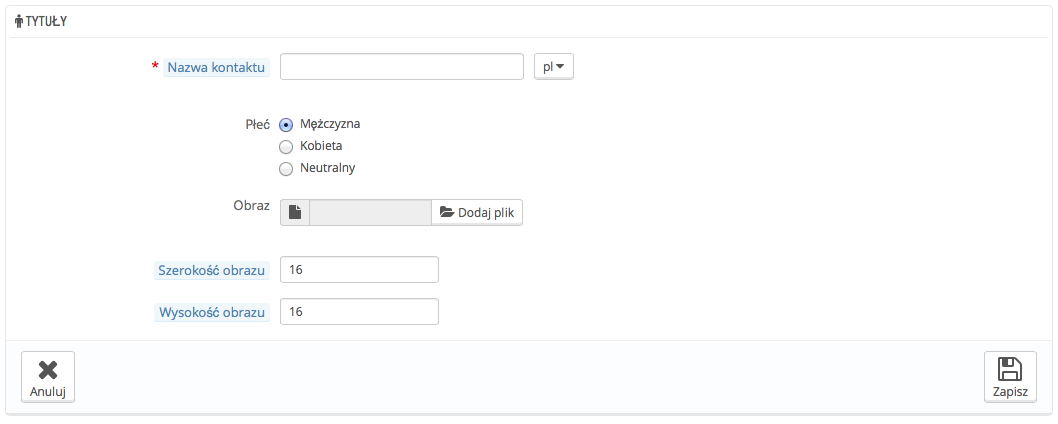 TYTUŁY
* Nazwa kontaktu pl
Płeć Mężczyzna
Kobieta
Neutralny
Obraz Dodaj plik
Szerokość obrazu 16
Wysokość obrazu 16
Anuluj Zapisz